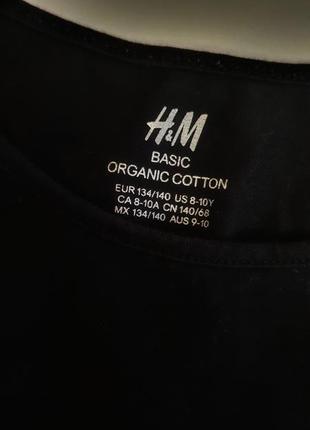 H&M
BASIC
ORGANIC COTTON
EUR 134/140 US 8-10Y
CA 8-10A CN 140/68
MX 134/140 AUS 9-10